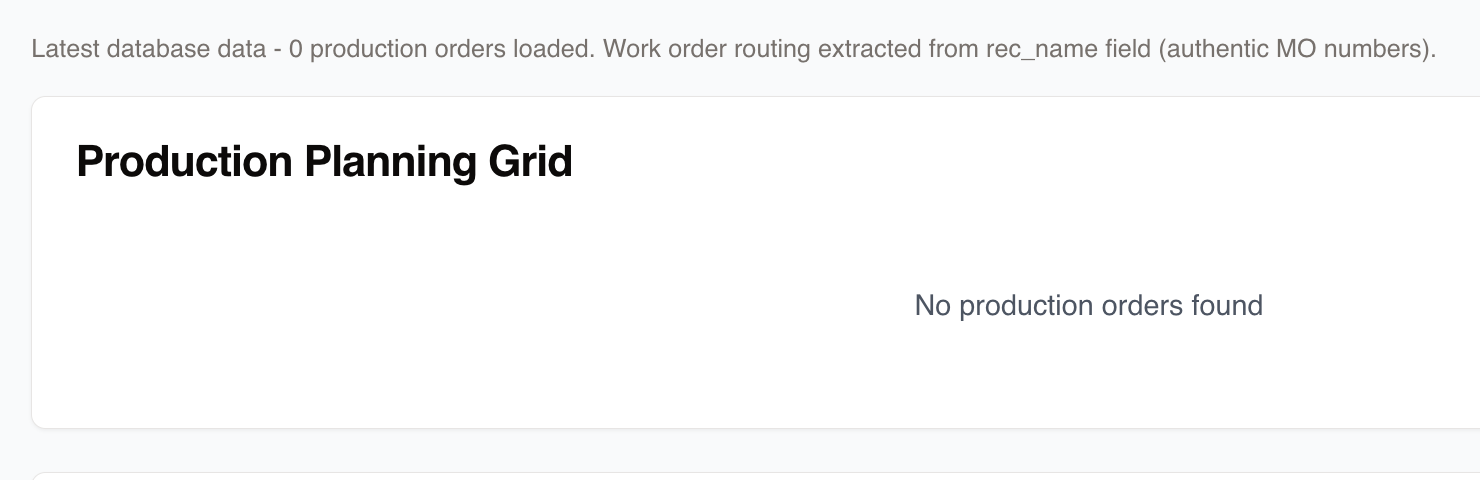 Latest database data - 0 production orders loaded. Work order routing extracted from rec_name field (authentic MO numbers).
Production Planning Grid
No production orders found